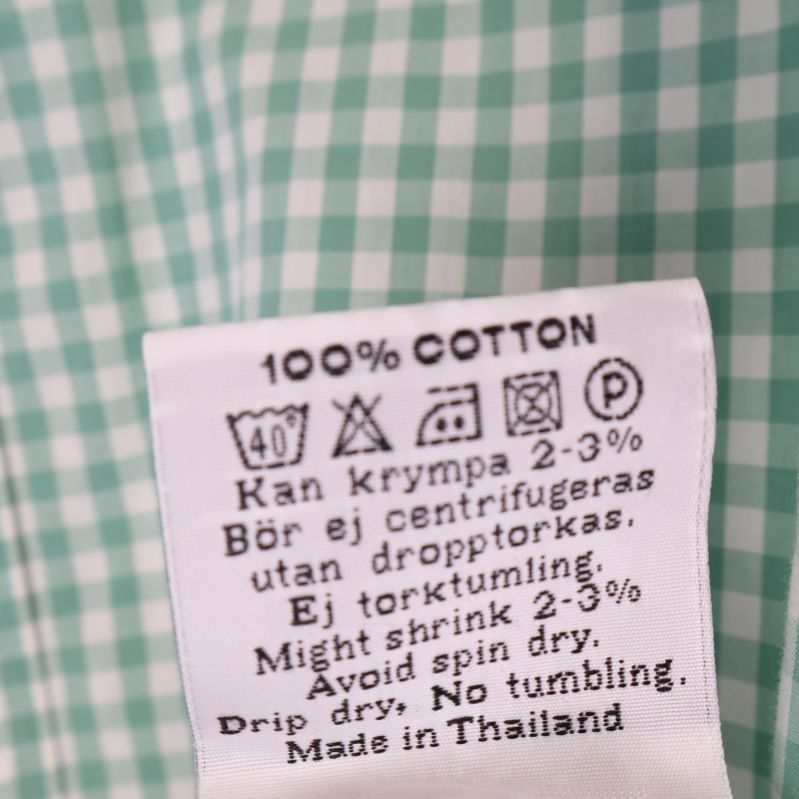 100% COTTON
40° P
Kan krympa 2-3%
Bör ej centrifugeras
utan dropptorkas.
Ej torktumling.
Might shrink 2-3%
Avoid spin dry.
Drip dry, No tumbling.
Made in Thailand